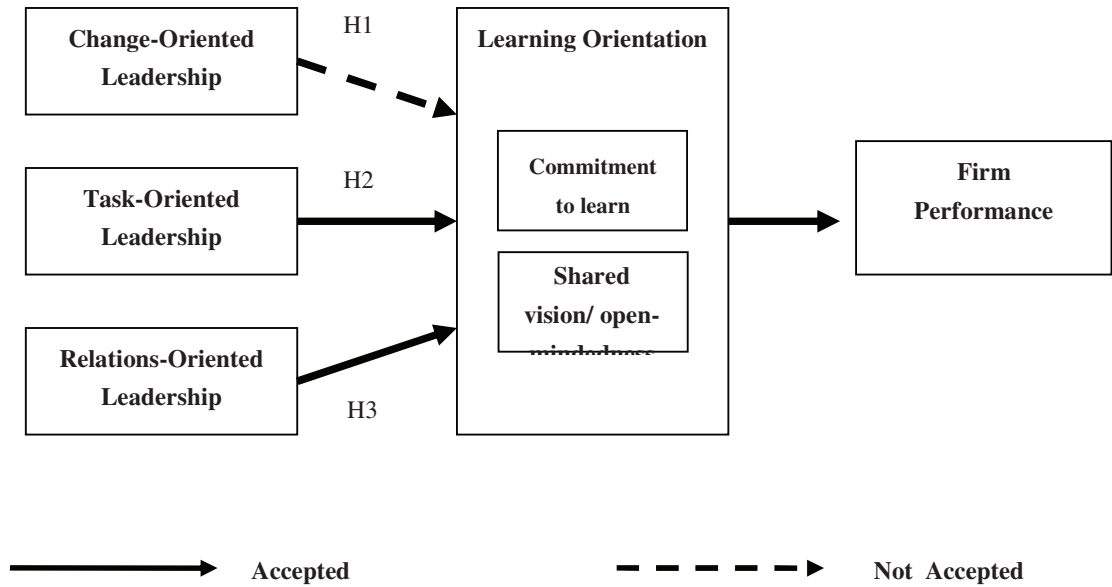 Change-Oriented
Leadership
H1
Learning Orientation
Commitment
to learn
Firm
Performance
Task-Oriented
Leadership
H2
Shared
vision/ open-
mindedness
Relations-Oriented
Leadership
H3
Accepted
Not Accepted